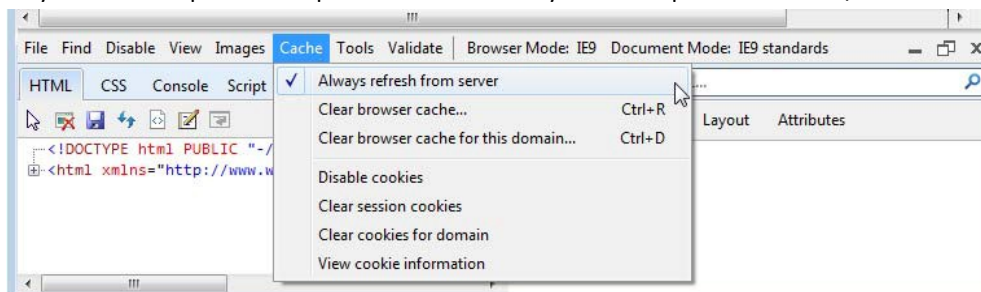 File Find Disable View Images Cache Tools Validate Browser Mode: IE9 Document Mode: IE9 standards
HTML CSS Console Script
Always refresh from server
Clear browser cache... Ctrl+R
Layout Attributes
Clear browser cache for this domain... Ctrl+D
<!DOCTYPE html PUBLIC "-/
<html xmlns="http://www.w
Disable cookies
Clear session cookies
Clear cookies for domain
View cookie information